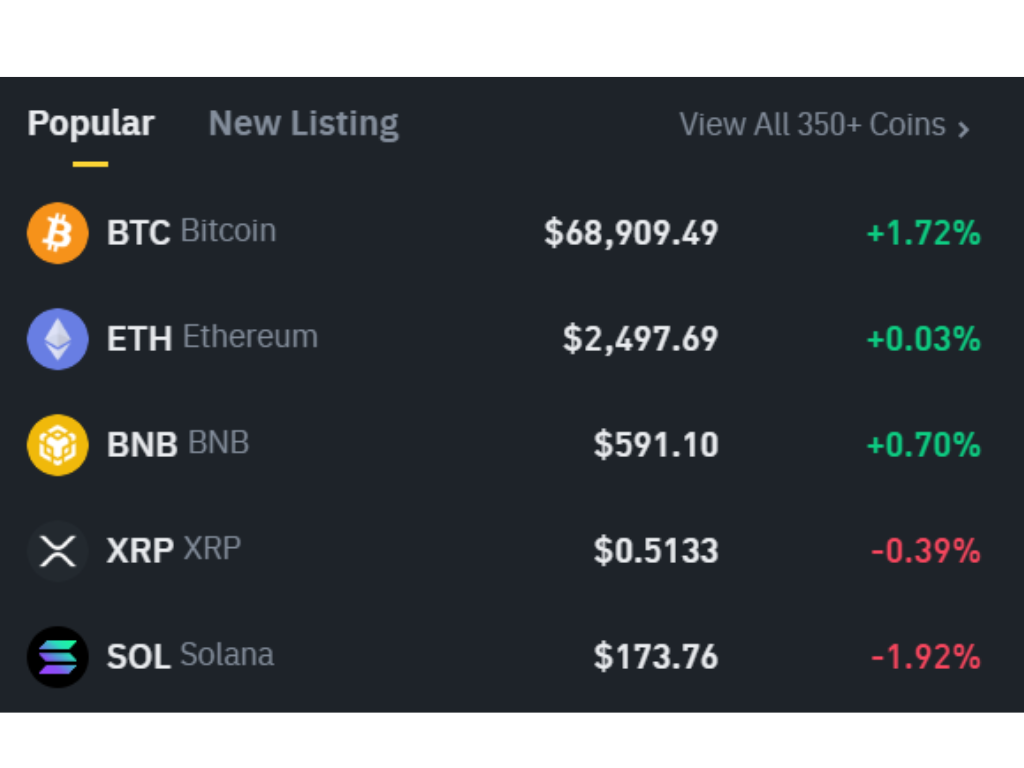 Popular New Listing View All 350+ Coins >
BTC Bitcoin $68,909.49 +1.72%
ETH Ethereum $2,497.69 +0.03%
BNB BNB $591.10 +0.70%
XRP XRP $0.5133 -0.39%
SOL Solana $173.76 -1.92%